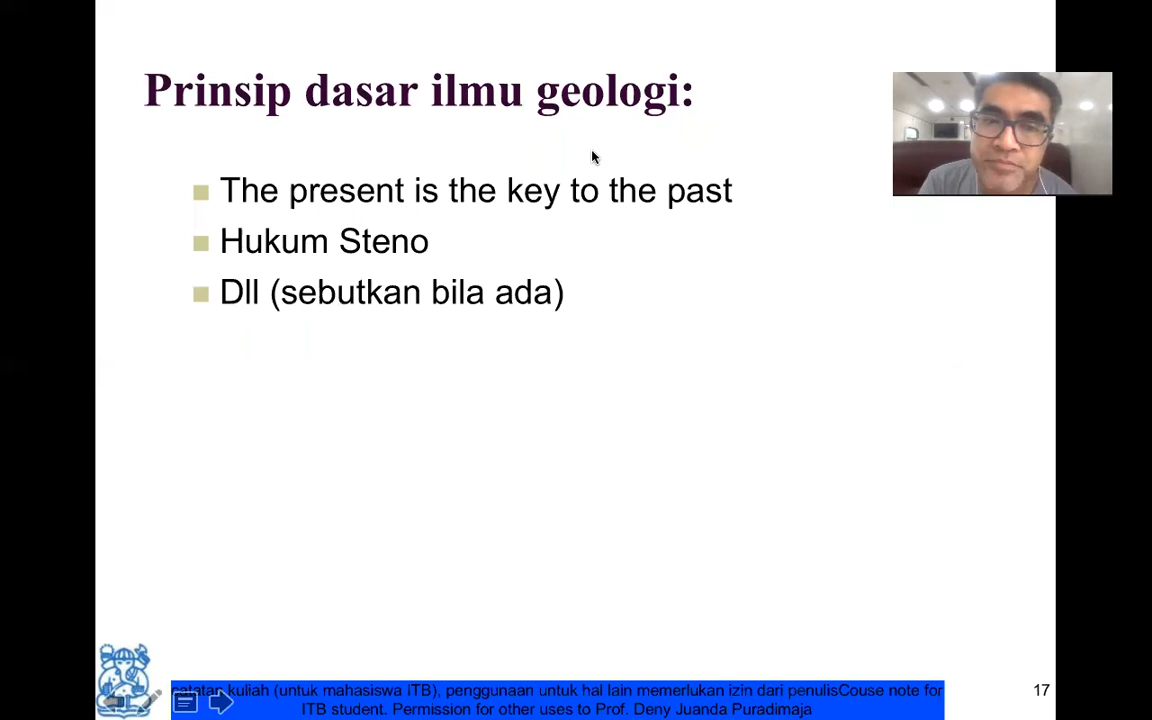 Prinsip dasar ilmu geologi:
The present is the key to the past
Hukum Steno
Dll (sebutkan bila ada)
catatan kuliah (untuk mahasiswa ITB), penggunaan untuk hal lain memerlukan izin dari penulisCouse note for
ITB student. Permission for other uses to Prof. Deny Juanda Puradimaja
17